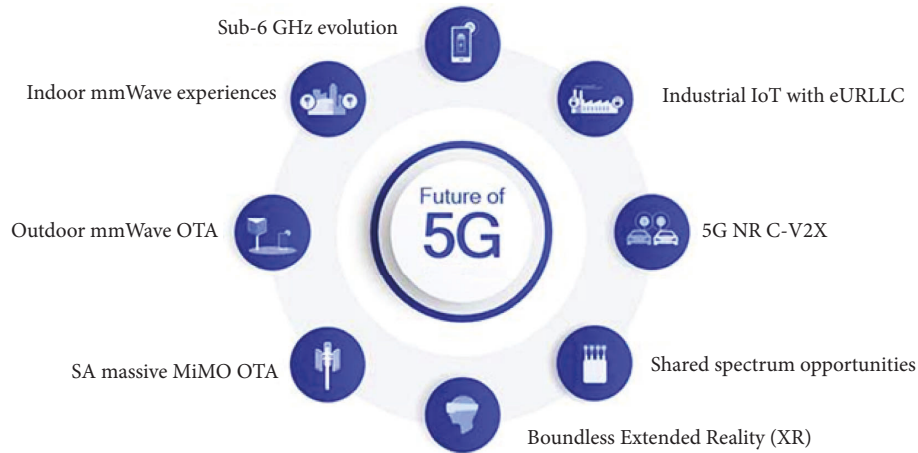 Sub-6 GHz evolution
Indoor mmWave experiences
Industrial IoT with eURLLC
Future of
5G
Outdoor mmWave OTA
5G NR C-V2X
SA massive MiMO OTA
Shared spectrum opportunities
Boundless Extended Reality (XR)